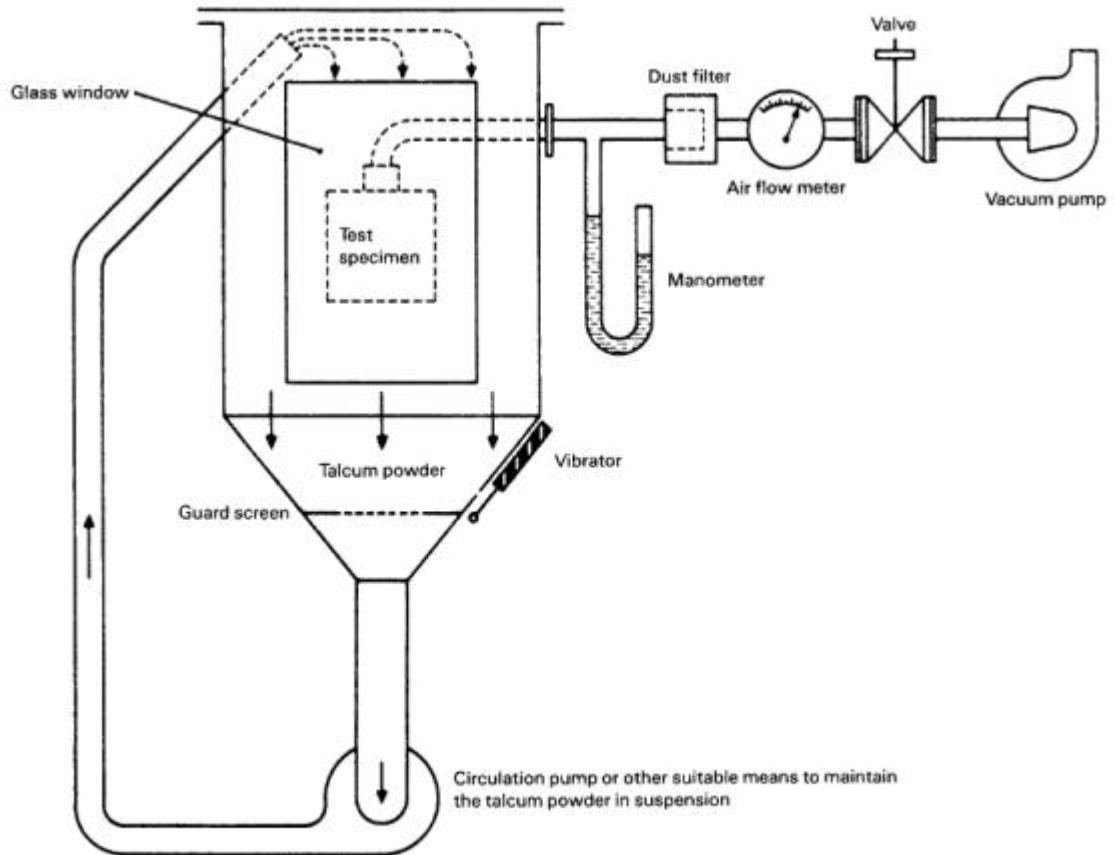 Valve
Dust filter
Glass window
Air flow meter
Vacuum pump
Test
specimen
Manometer
Talcum powder
Vibrator
Guard screen
Circulation pump or other suitable means to maintain
the talcum powder in suspension